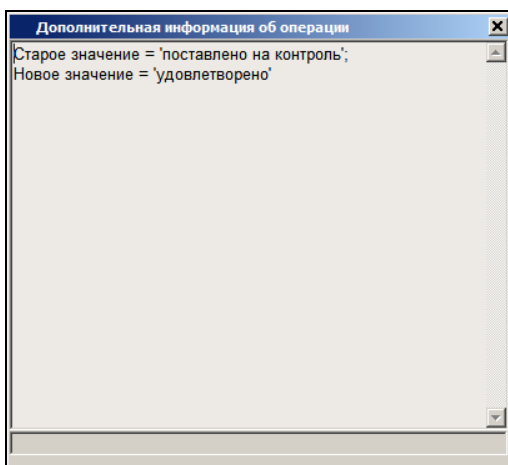 Дополнительная информация об операции
Старое значение = 'поставлено на контроль';
Новое значение = 'удовлетворено'